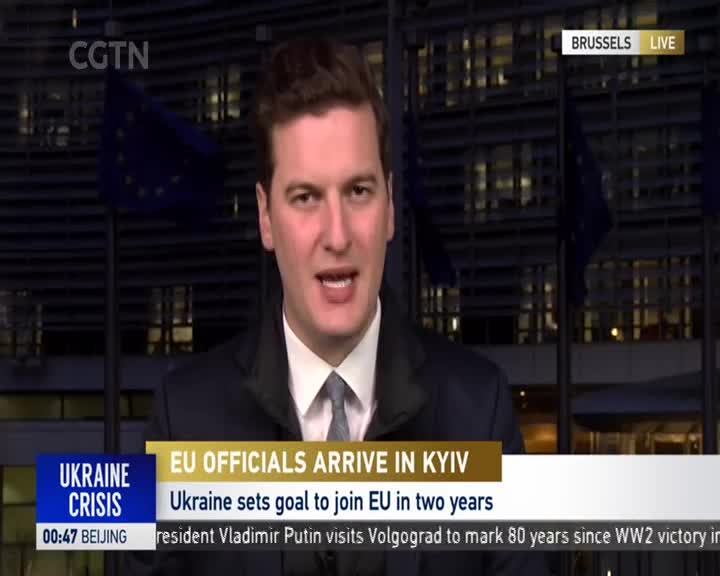 CGTN
BRUSSELS LIVE
EU OFFICIALS ARRIVE IN KYIV
UKRAINE
CRISIS
Ukraine sets goal to join EU in two years
00:47 BEIJING
resident Vladimir Putin visits Volgograd to mark 80 years since WW2 victory in